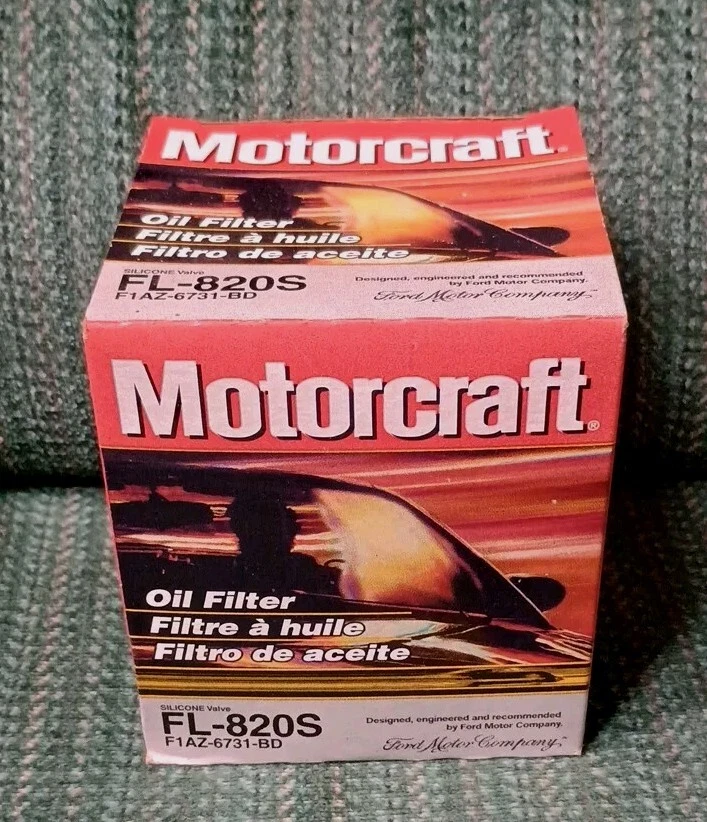 Motorcraft®
Oil Filter
Filtre à huile
Filtro de aceite
SILICONE Valve
FL-820S
F1AZ-6731-BD
Designed, engineered and recommended
by Ford Motor Company.
Ford Motor Company
Motorcraft®
Oil Filter
Filtre à huile
Filtro de aceite
SILICONE Valve
FL-820S
F1AZ-6731-BD
Designed, engineered and recommended
by Ford Motor Company.
Ford Motor Company